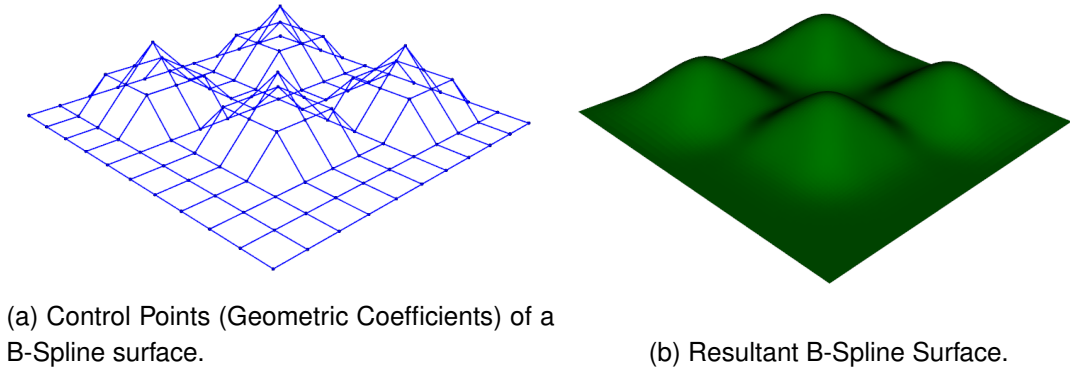 (a) Control Points (Geometric Coefficients) of a
B-Spline surface.
(b) Resultant B-Spline Surface.